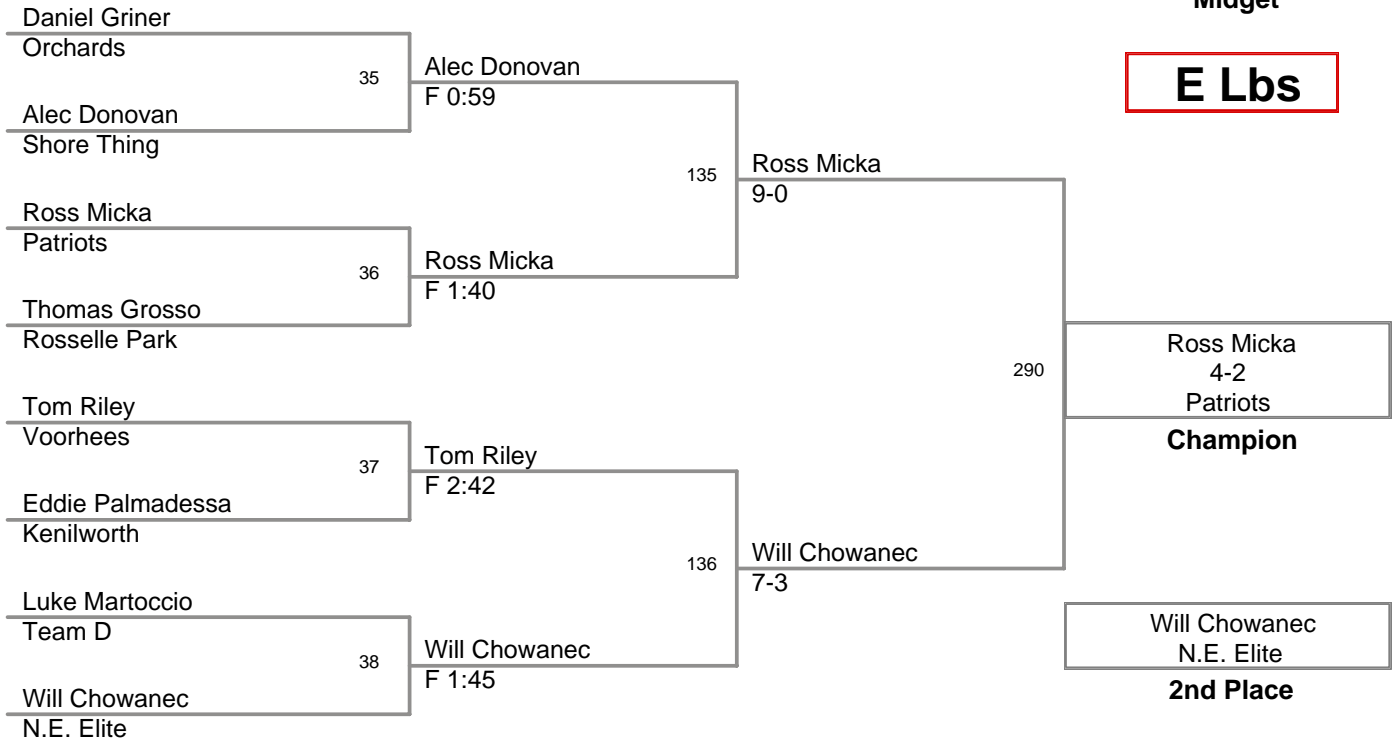 Midget
E Lbs
Daniel Griner
Orchards
35
Alec Donovan
Shore Thing
Ross Micka
Patriots
36
Thomas Grosso
Rosselle Park
Tom Riley
Voorhees
37
Eddie Palmadessa
Kenilworth
Luke Martoccio
Team D
38
Will Chowanec
N.E. Elite
Alec Donovan
F 0:59
135
Ross Micka
F 1:40
Tom Riley
F 2:42
136
Will Chowanec
F 1:45
Ross Micka
9-0
290
Will Chowanec
7-3
Ross Micka
4-2
Patriots
Champion
Will Chowanec
N.E. Elite
2nd Place